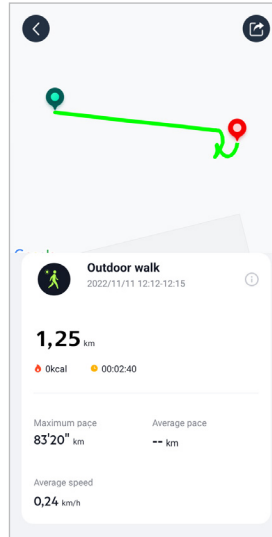 Outdoor walk
2022/11/11 12:12-12:15
1,25 km
0kcal 00:02:40
Maximum pace Average pace
83'20" km -- km
Average speed
0,24 km/h